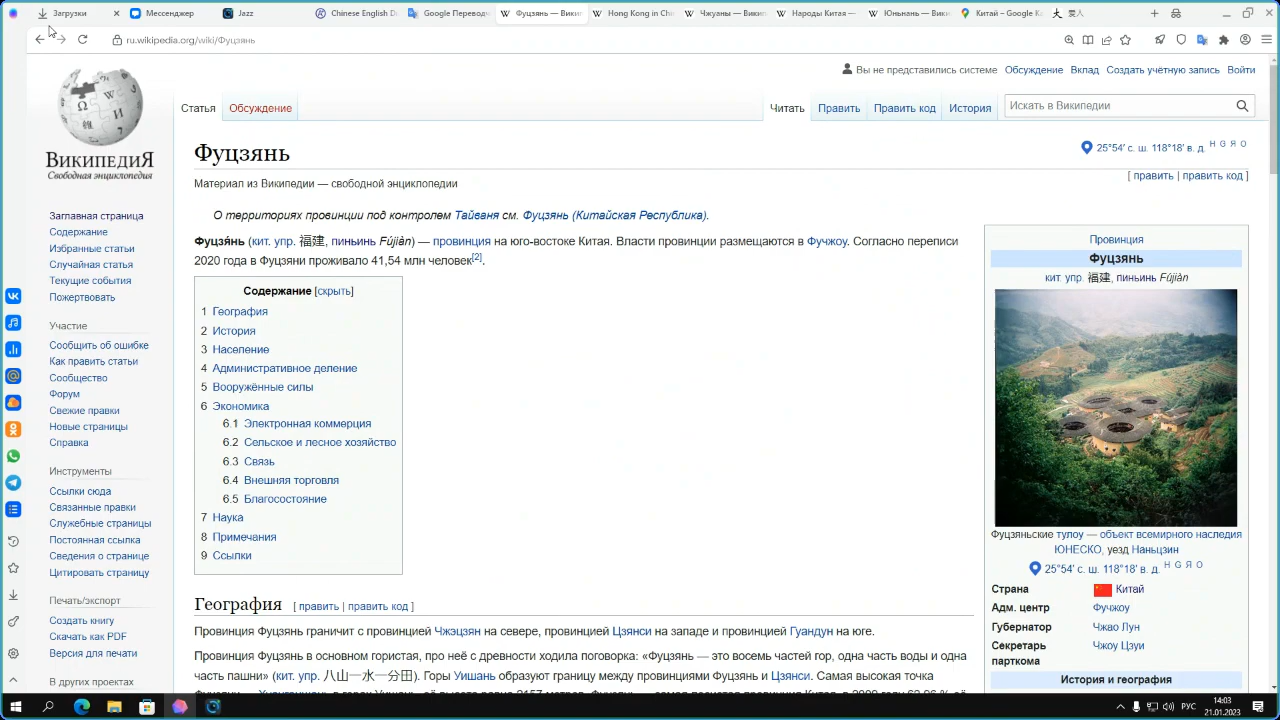 Загрузки
Мессенджер
Jazz
Chinese English Di
Google Переводч
Фуцзянь — Вики
Hong Kong in Chi
Чжуаны — Викип
Народы Китая —
Юньнань — Вики
Китай – Google К
愛人
ru.wikipedia.org/wiki/Фуцзянь
Вы не представились системе Обсуждение Вклад Создать учётную запись Войти
Статья Обсуждение Читать Править Править код История
Искать в Википедии
ВикипедиЯ
Свободная энциклопедия
Заглавная страница
Содержание
Избранные статьи
Случайная статья
Текущие события
Пожертвовать
Участие
Сообщить об ошибке
Как править статьи
Сообщество
Форум
Свежие правки
Новые страницы
Справка
Инструменты
Ссылки сюда
Связанные правки
Служебные страницы
Постоянная ссылка
Сведения о странице
Цитировать страницу
Печать/экспорт
Создать книгу
Скачать как PDF
Версия для печати
В других проектах
Фуцзянь
25°54′ с. ш. 118°18′ в. д. H G Я O
Материал из Википедии — свободной энциклопедии
[ править | править код ]
О территориях провинции под контролем Тайваня см. Фуцзянь (Китайская Республика).
Фуцзя́нь (кит. упр. 福建, пиньинь Fújiàn) — провинция на юго-востоке Китая. Власти провинции размещаются в Фучжоу. Согласно переписи
2020 года в Фуцзяни проживало 41,54 млн человек[2].
Содержание [скрыть]
1 География
2 История
3 Население
4 Административное деление
5 Вооружённые силы
6 Экономика
6.1 Электронная коммерция
6.2 Сельское и лесное хозяйство
6.3 Связь
6.4 Внешняя торговля
6.5 Благосостояние
7 Наука
8 Примечания
9 Ссылки
География [ править | править код ]
Провинция Фуцзянь граничит с провинцией Чжэцзян на севере, провинцией Цзянси на западе и провинцией Гуандун на юге.
Провинция Фуцзянь в основном гориста, про неё с древности ходила поговорка: «Фуцзянь — это восемь частей гор, одна часть воды и одна
часть пашни» (кит. упр. 八山一水一分田). Горы Уишань образуют границу между провинциями Фуцзянь и Цзянси. Самая высокая точка
Провинция
Фуцзянь
кит. упр. 福建, пиньинь Fújiàn
Фуцзяньские тулоу — объект всемирного наследия
ЮНЕСКО, уезд Наньцзин
25°54′ с. ш. 118°18′ в. д. H G Я O
Страна Китай
Адм. центр Фучжоу
Губернатор Чжао Лун
Секретарь Чжоу Цзуи
парткома
История и география
РУС
14:03
21.01.2023